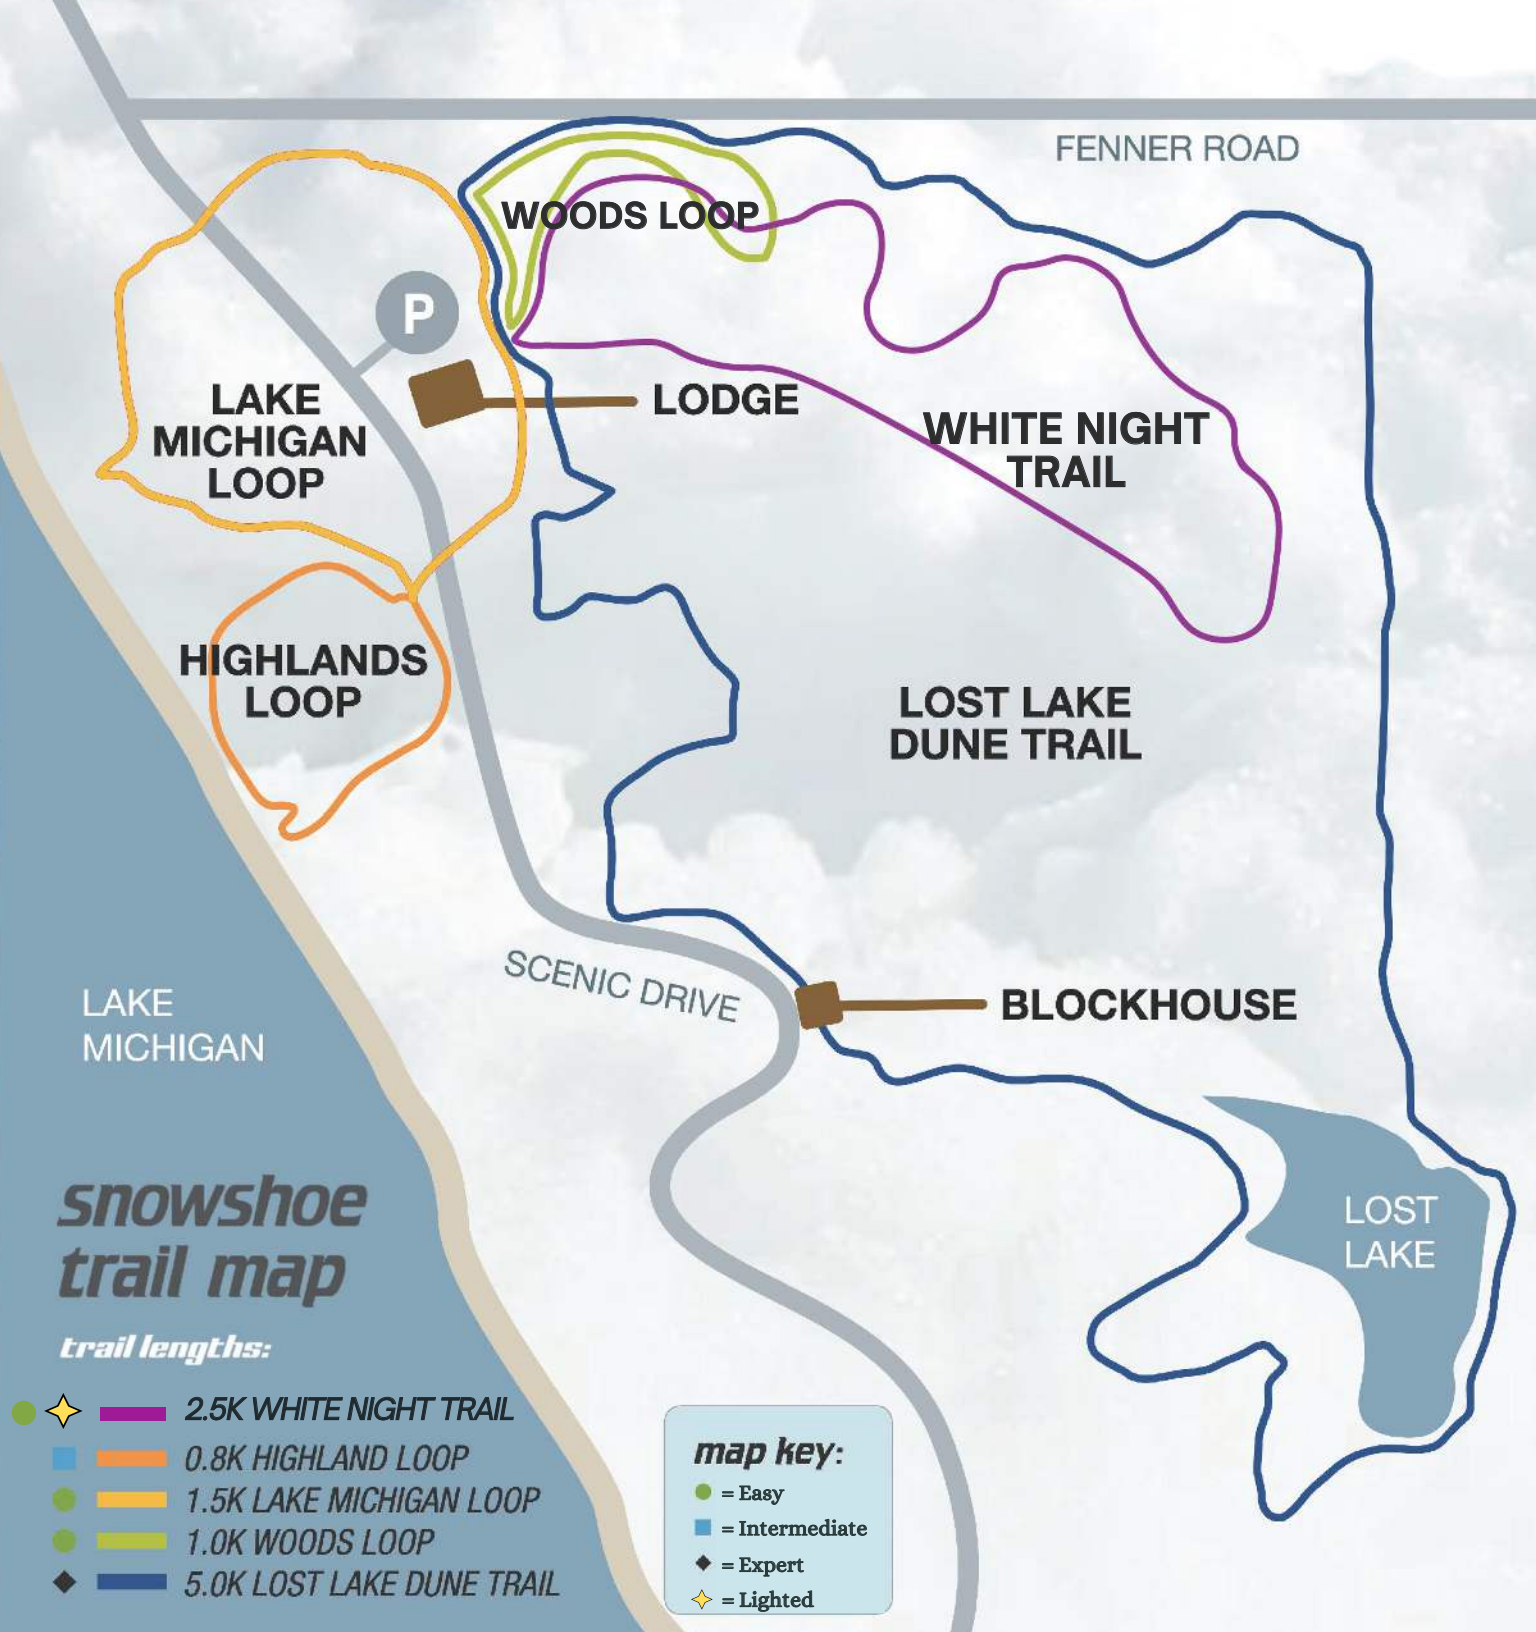 FENNER ROAD
WOODS LOOP
P
LAKE
MICHIGAN
LOOP
LODGE
WHITE NIGHT
TRAIL
HIGHLANDS
LOOP
LOST LAKE
DUNE TRAIL
SCENIC DRIVE
BLOCKHOUSE
LAKE
MICHIGAN
LOST
LAKE
snowshoe
trail map
trail lengths:
2.5K WHITE NIGHT TRAIL
0.8K HIGHLAND LOOP
1.5K LAKE MICHIGAN LOOP
1.0K WOODS LOOP
5.0K LOST LAKE DUNE TRAIL
map key:
= Easy
= Intermediate
= Expert
= Lighted